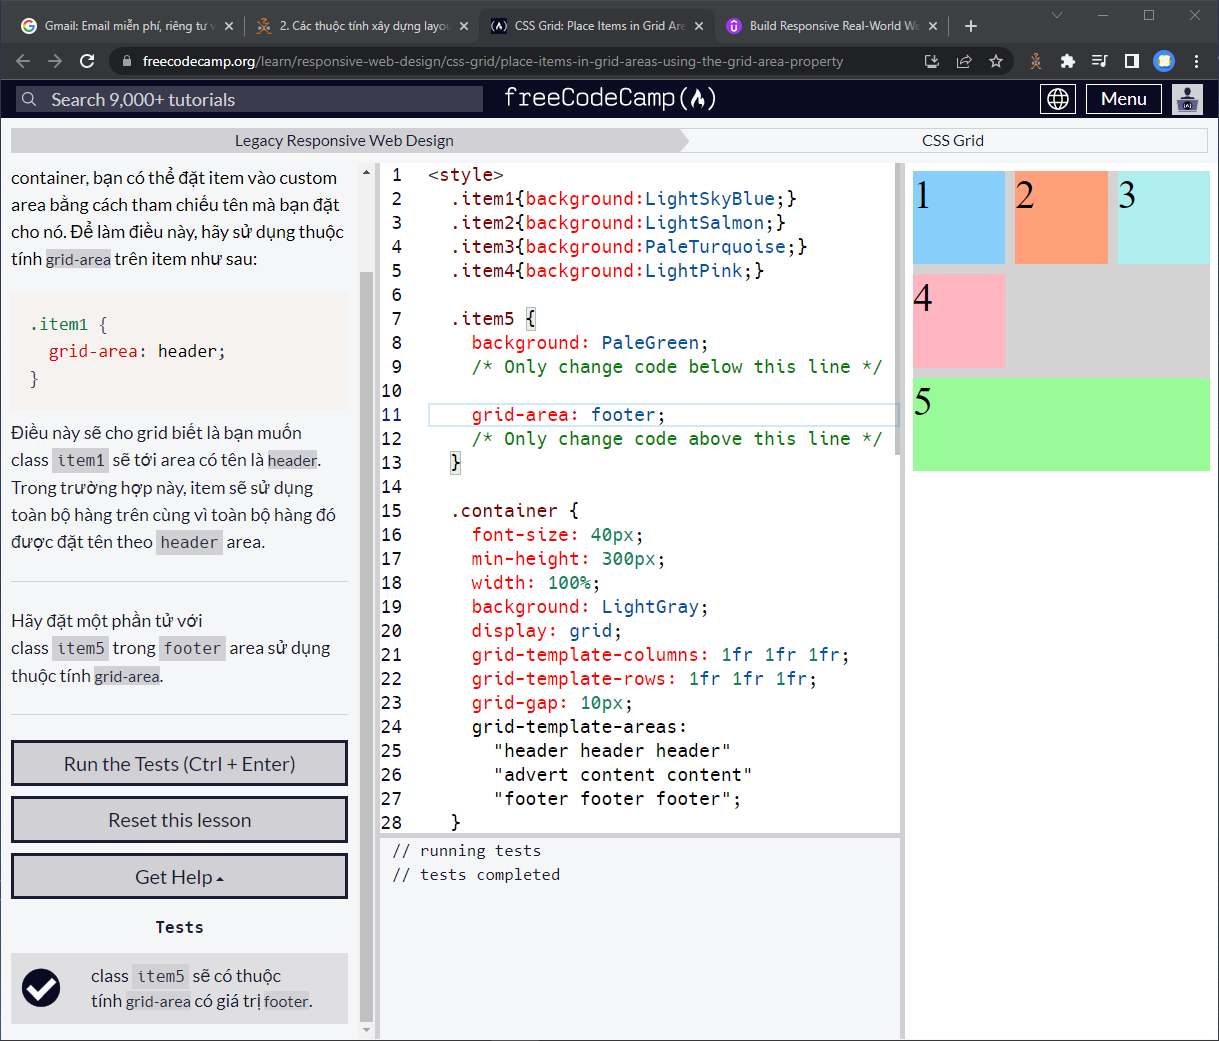 Gmail: Email miễn phí, riêng tư v
2. Các thuộc tính xây dựng layou
CSS Grid: Place Items in Grid Are
Build Responsive Real-World We
freecodecamp.org/learn/responsive-web-design/css-grid/place-items-in-grid-areas-using-the-grid-area-property
Search 9,000+ tutorials
freeCodeCamp
Menu
Legacy Responsive Web Design
CSS Grid
container, bạn có thể đặt item vào custom
area bằng cách tham chiếu tên mà bạn đặt
cho nó. Để làm điều này, hãy sử dụng thuộc
tính grid-area trên item như sau:
.item1 {
grid-area: header;
}
Điều này sẽ cho grid biết là bạn muốn
class item1 sẽ tới area có tên là header.
Trong trường hợp này, item sẽ sử dụng
toàn bộ hàng trên cùng vì toàn bộ hàng đó
được đặt tên theo header area.
Hãy đặt một phần tử với
class item5 trong footer area sử dụng
thuộc tính grid-area.
Run the Tests (Ctrl + Enter)
Reset this lesson
Get Help
Tests
class item5 sẽ có thuộc
tính grid-area có giá trị footer.
1 <style>
2 .item1{background:LightSkyBlue;}
3 .item2{background:LightSalmon;}
4 .item3{background:PaleTurquoise;}
5 .item4{background:LightPink;}
6
7 .item5 {
8 background: PaleGreen;
9 /* Only change code below this line */
10
11 grid-area: footer;
12 /* Only change code above this line */
13 }
14
15 .container {
16 font-size: 40px;
17 min-height: 300px;
18 width: 100%;
19 background: LightGray;
20 display: grid;
21 grid-template-columns: 1fr 1fr 1fr;
22 grid-template-rows: 1fr 1fr 1fr;
23 grid-gap: 10px;
24 grid-template-areas:
25 "header header header"
26 "advert content content"
27 "footer footer footer";
28 }
// running tests
// tests completed
1 2 3
4
5